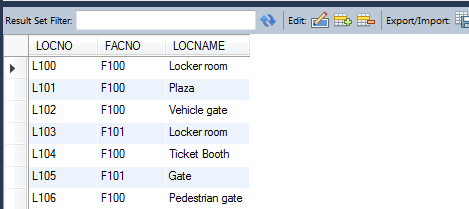 Result Set Filter: Edit: Export/Import:
LOCNO FACNO LOCNAME
L100 F100 Locker room
L101 F100 Plaza
L102 F100 Vehicle gate
L103 F101 Locker room
L104 F100 Ticket Booth
L105 F101 Gate
L106 F100 Pedestrian gate